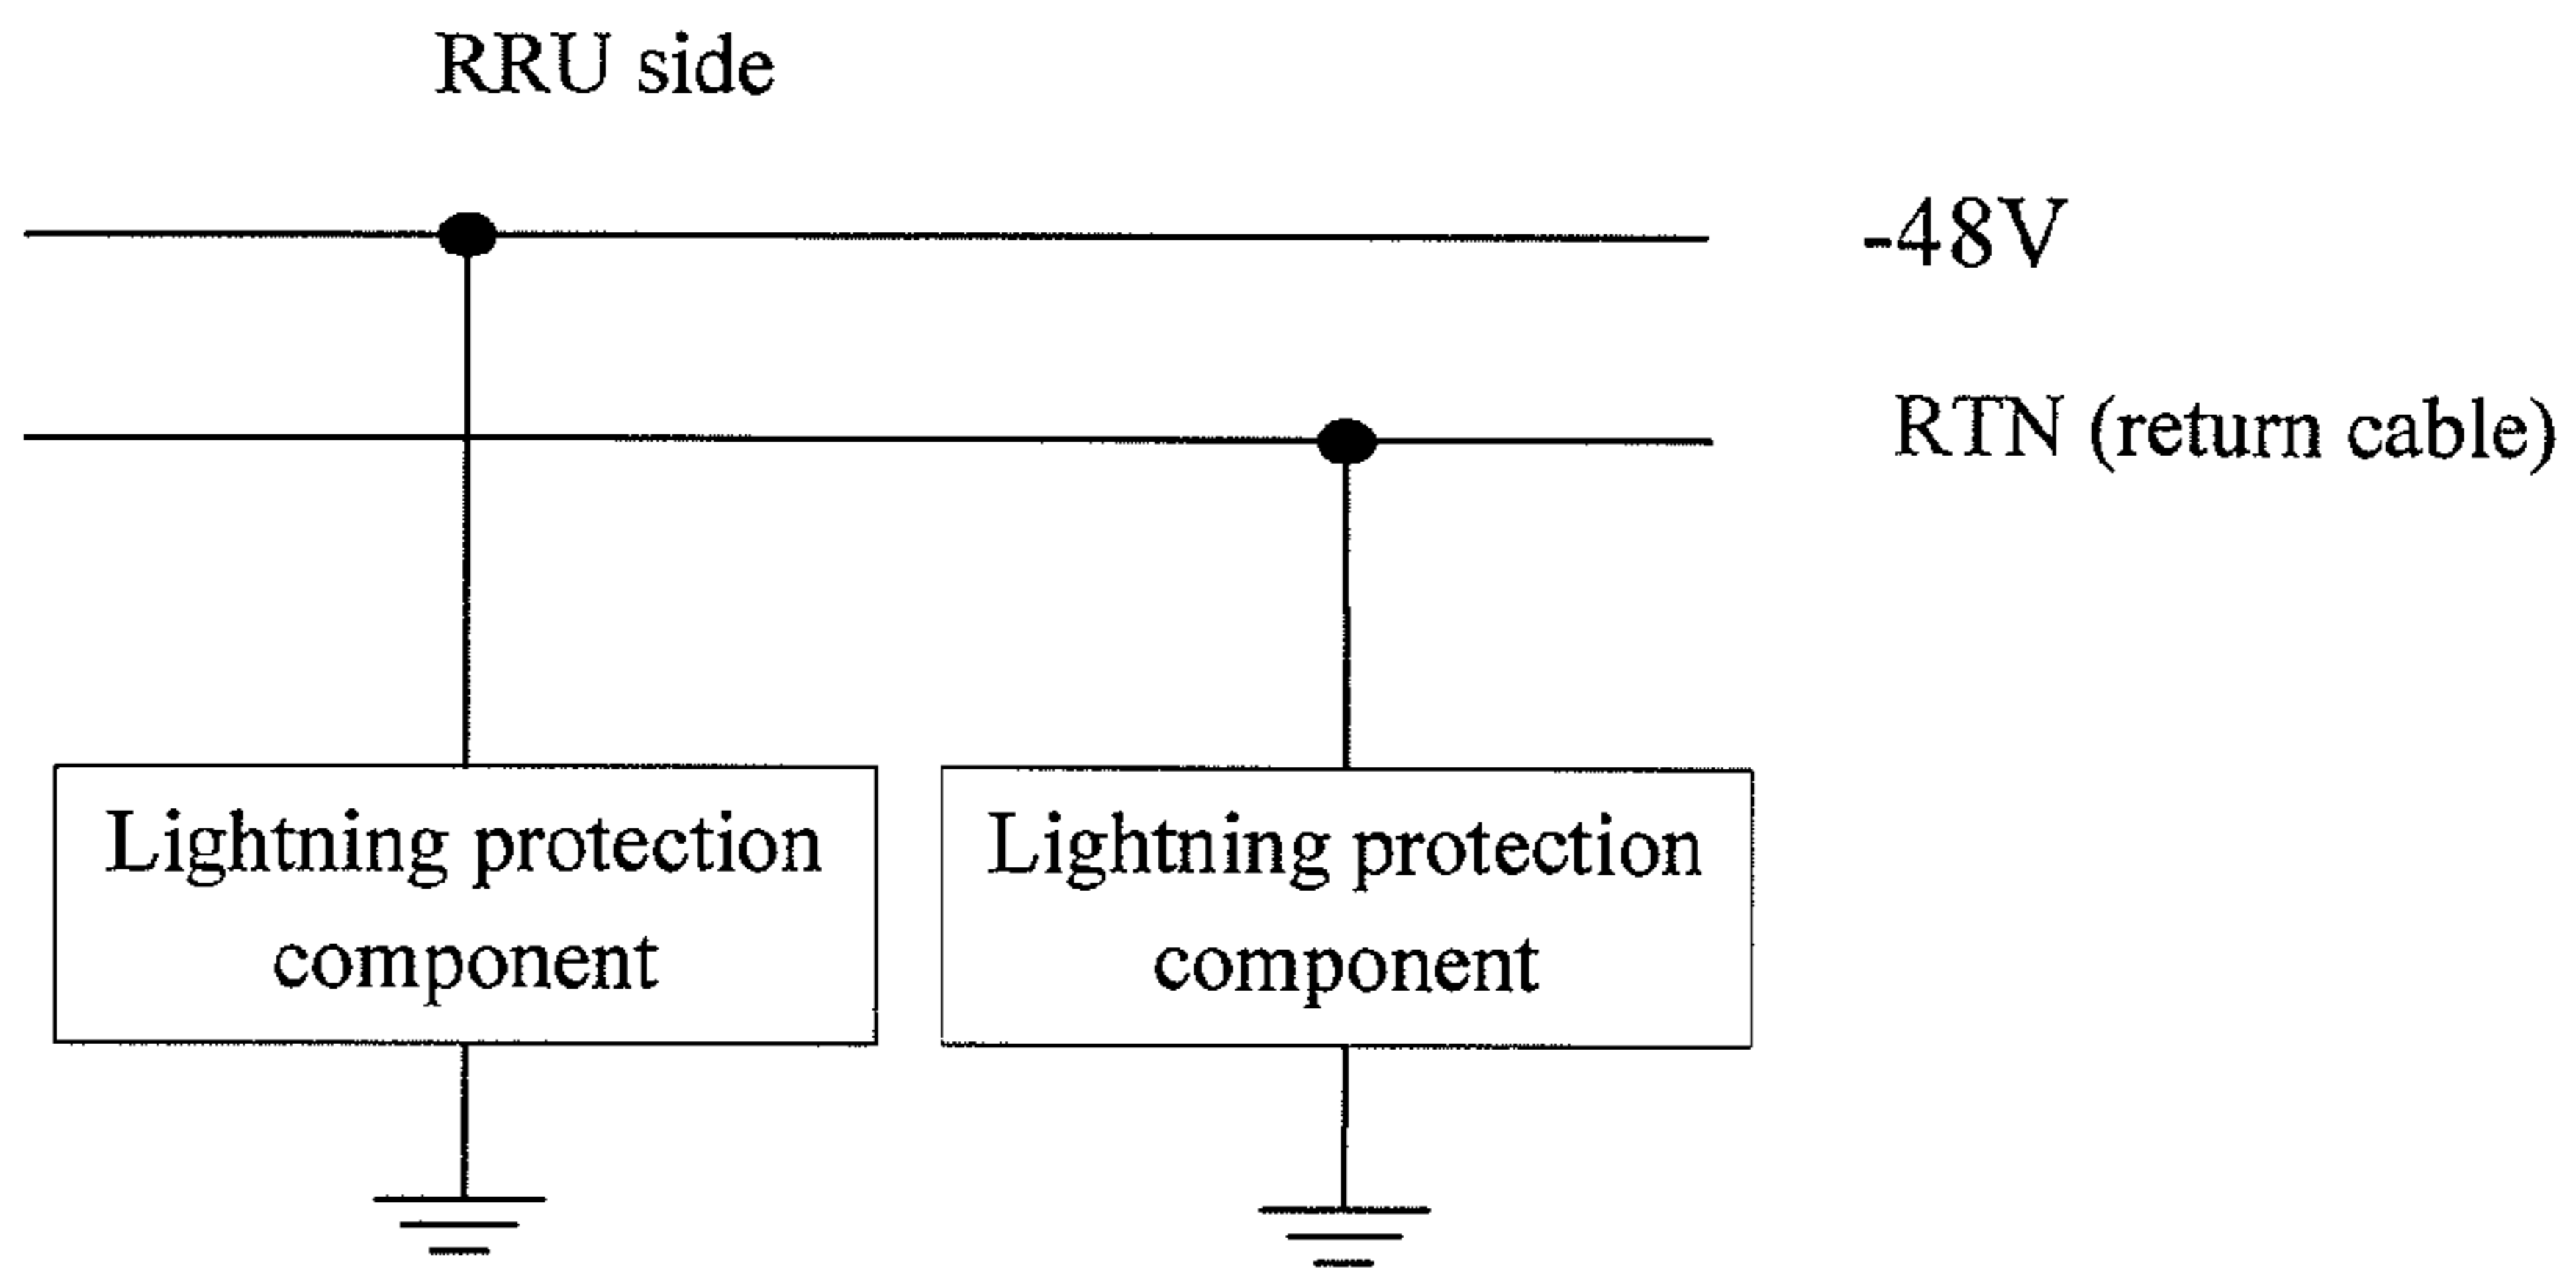 RRU side
-48V
RTN (return cable)
Lightning protection
component
Lightning protection
component